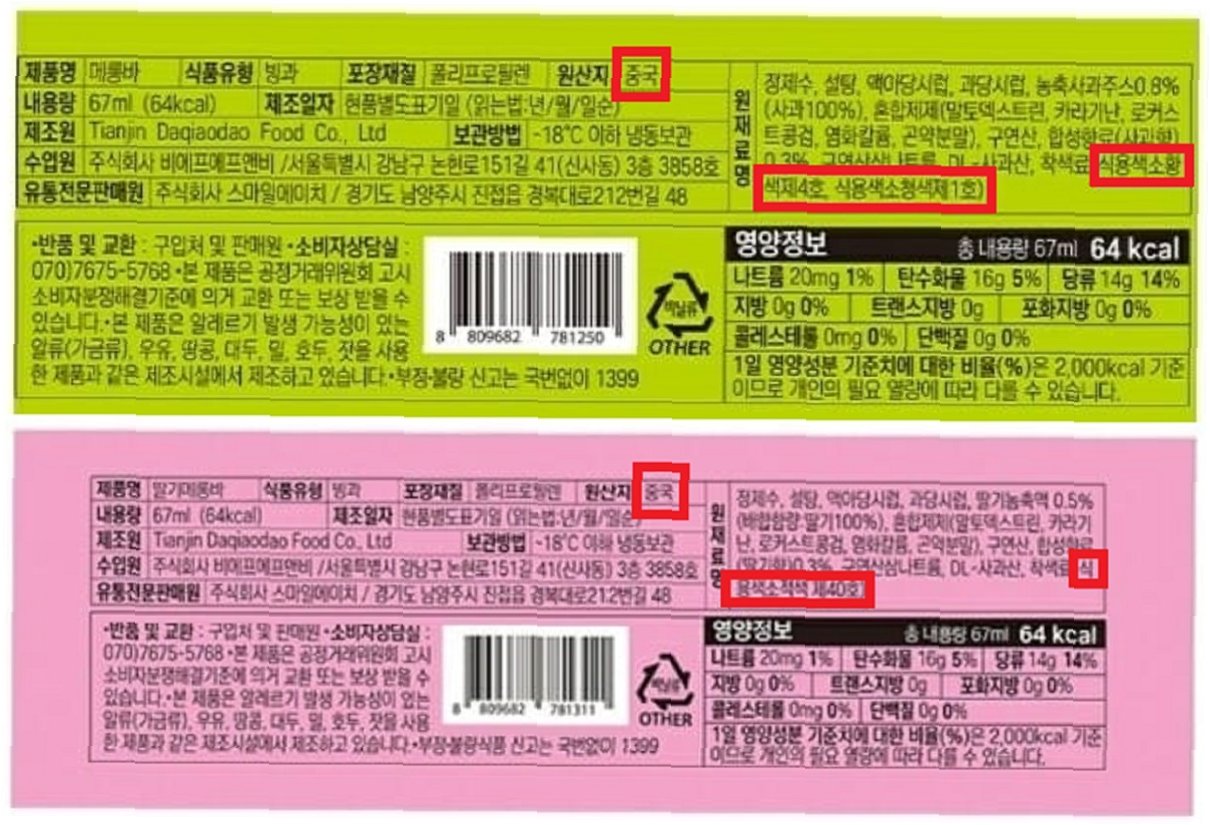 제품명 메롱바 식품유형 빙과 포장재질 폴리프로필렌 원산지 중국
내용량 67ml (64kcal) 제조일자 현품별도표기일 (읽는법:년/월/일순)
제조원 Tianjin Daqiaodao Food Co., Ltd 보관방법 -18℃ 이하 냉동보관
수입원 주식회사 비에프에프앤비 /서울특별시 강남구 논현로151길 41(신사동) 3층 3858호
유통전문판매원 주식회사 스마일에이치 / 경기도 남양주시 진접읍 경복대로212번길 48
원재료명
정제수, 설탕, 맥아당시럽, 과당시럽, 농축사과주스0.8%
(사과100%), 혼합제제(말토덱스트린, 카라기난, 로커스
트콩검, 염화칼륨, 곤약분말), 구연산, 합성향료(사과향)
0.3%, 구연산삼나트륨, DL-사과산, 착색료(식용색소황
색제4호, 식용색소청색제1호)
•반품 및 교환 : 구입처 및 판매원 •소비자상담실 :
070)7675-5768 •본 제품은 공정거래위원회 고시
소비자분쟁해결기준에 의거 교환 또는 보상 받을 수
있습니다.•본 제품은 알레르기 발생 가능성이 있는
알류(가금류), 우유, 땅콩, 대두, 밀, 호두, 잣을 사용
한 제품과 같은 제조시설에서 제조하고 있습니다.•부정·불량 신고는 국번없이 1399
8 809682 781250
비닐류
OTHER
영양정보 총 내용량 67ml 64 kcal
나트륨 20mg 1% 탄수화물 16g 5% 당류 14g 14%
지방 0g 0% 트랜스지방 0g 포화지방 0g 0%
콜레스테롤 0mg 0% 단백질 0g 0%
1일 영양성분 기준치에 대한 비율(%)은 2,000kcal 기준
이므로 개인의 필요 열량에 따라 다를 수 있습니다.
제품명 딸기메롱바 식품유형 빙과 포장재질 폴리프로필렌 원산지 중국
내용량 67ml (64kcal) 제조일자 현품별도표기일 (읽는법:년/월/일순)
제조원 Tianjin Daqiaodao Food Co., Ltd 보관방법 -18℃ 이하 냉동보관
수입원 주식회사 비에프에프앤비 /서울특별시 강남구 논현로151길 41(신사동) 3층 3858호
유통전문판매원 주식회사 스마일에이치 / 경기도 남양주시 진접읍 경복대로212번길 48
원재료명
정제수, 설탕, 맥아당시럽, 과당시럽, 딸기농축액 0.5%
(배합함량:딸기100%), 혼합제제(말토덱스트린, 카라기
난, 로커스트콩검, 염화칼륨, 곤약분말), 구연산, 합성향료
(딸기향)0.3%, 구연산삼나트륨, DL-사과산, 착색료(식
용색소적색 제40호)
•반품 및 교환 : 구입처 및 판매원 •소비자상담실 :
070)7675-5768 •본 제품은 공정거래위원회 고시
소비자분쟁해결기준에 의거 교환 또는 보상 받을 수
있습니다.•본 제품은 알레르기 발생 가능성이 있는
알류(가금류), 우유, 땅콩, 대두, 밀, 호두, 잣을 사용
한 제품과 같은 제조시설에서 제조하고 있습니다.•부정·불량식품 신고는 국번없이 1399
8 809682 781311
비닐류
OTHER
영양정보 총 내용량 67ml 64 kcal
나트륨 20mg 1% 탄수화물 16g 5% 당류 14g 14%
지방 0g 0% 트랜스지방 0g 포화지방 0g 0%
콜레스테롤 0mg 0% 단백질 0g 0%
1일 영양성분 기준치에 대한 비율(%)은 2,000kcal 기준
이므로 개인의 필요 열량에 따라 다를 수 있습니다.